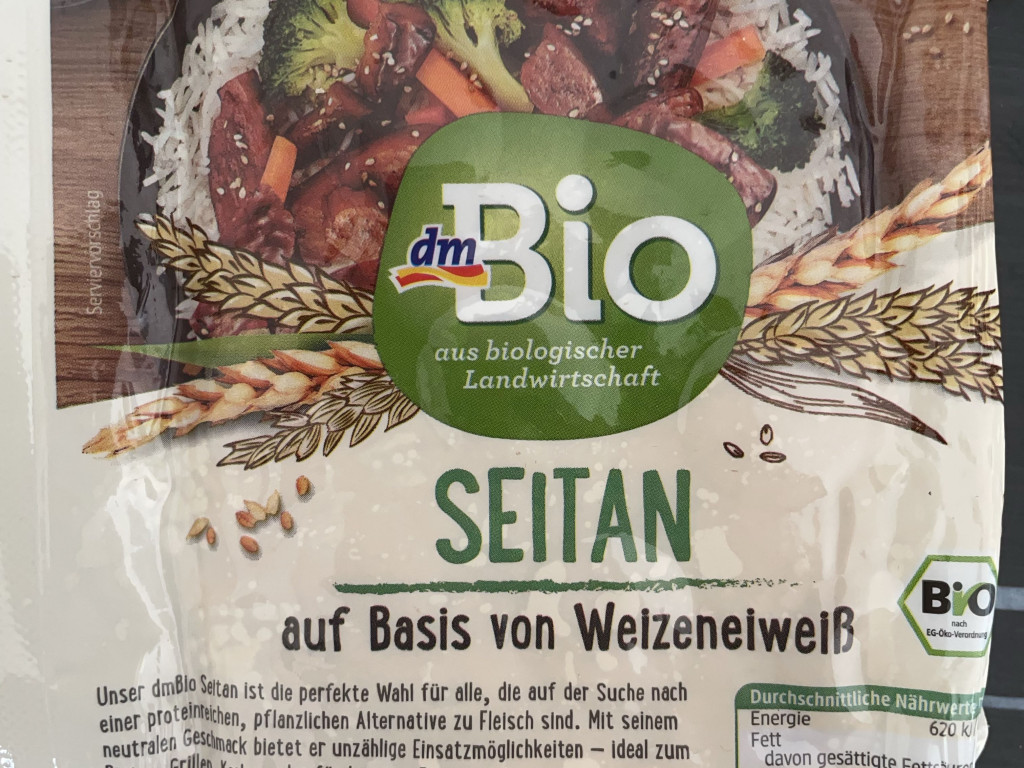 Serviervorschlag
dm Bio
aus biologischer
Landwirtschaft
SEITAN
auf Basis von Weizeneiweiß
BiO
nach
EG-Öko-Verordnung
Unser dmBio Seitan ist die perfekte Wahl für alle, die auf der Suche nach
einer proteinreichen, pflanzlichen Alternative zu Fleisch sind. Mit seinem
neutralen Geschmack bietet er unzählige Einsatzmöglichkeiten – ideal zum
Grillen
Durchschnittliche Nährwerte
Energie 620 kJ
Fett
davon gesättigte